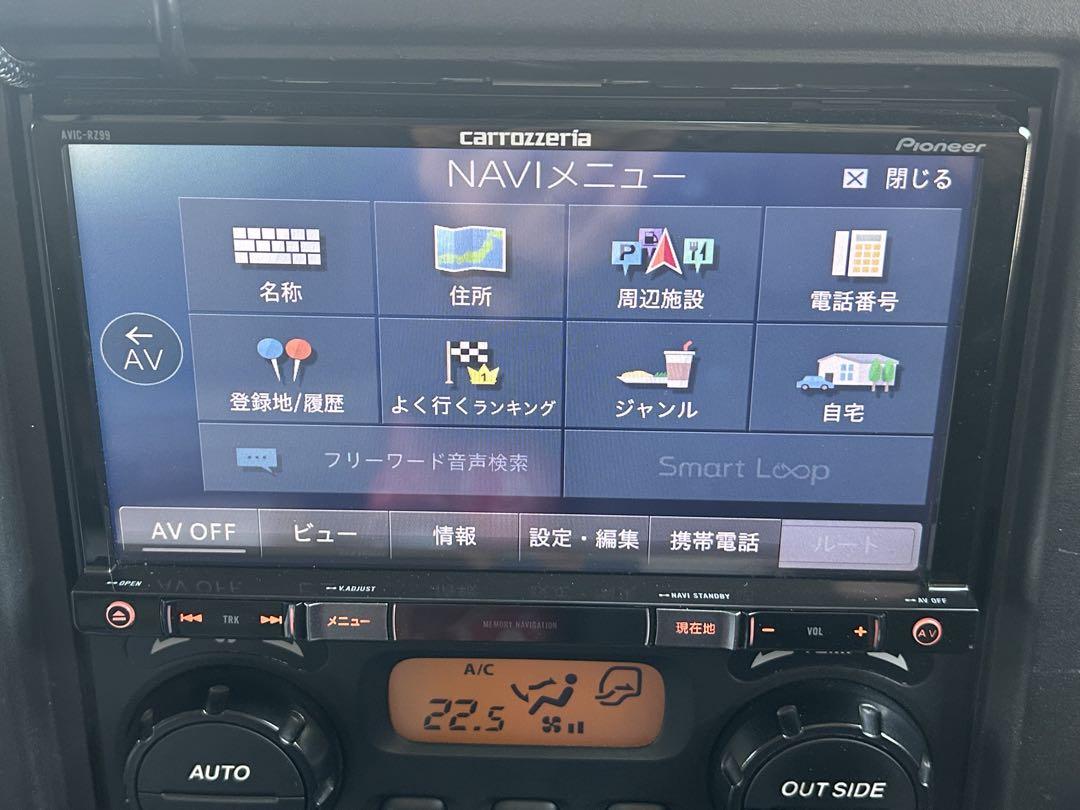 AVIC-RZ99
carrozzeria
Pioneer
NAVIメニュー
閉じる
名称
住所
周辺施設
電話番号
← AV
登録地/履歴
よく行くランキング
ジャンル
自宅
フリーワード音声検索
Smart Loop
AV OFF
ビュー
情報
設定・編集
携帯電話
ルート
OPEN
V.ADJUST
NAVI STANDBY
AV OFF
TRK
メニュー
MEMORY NAVIGATION
現在地
− VOL +
AV
A/C
22.5
AUTO
OUTSIDE